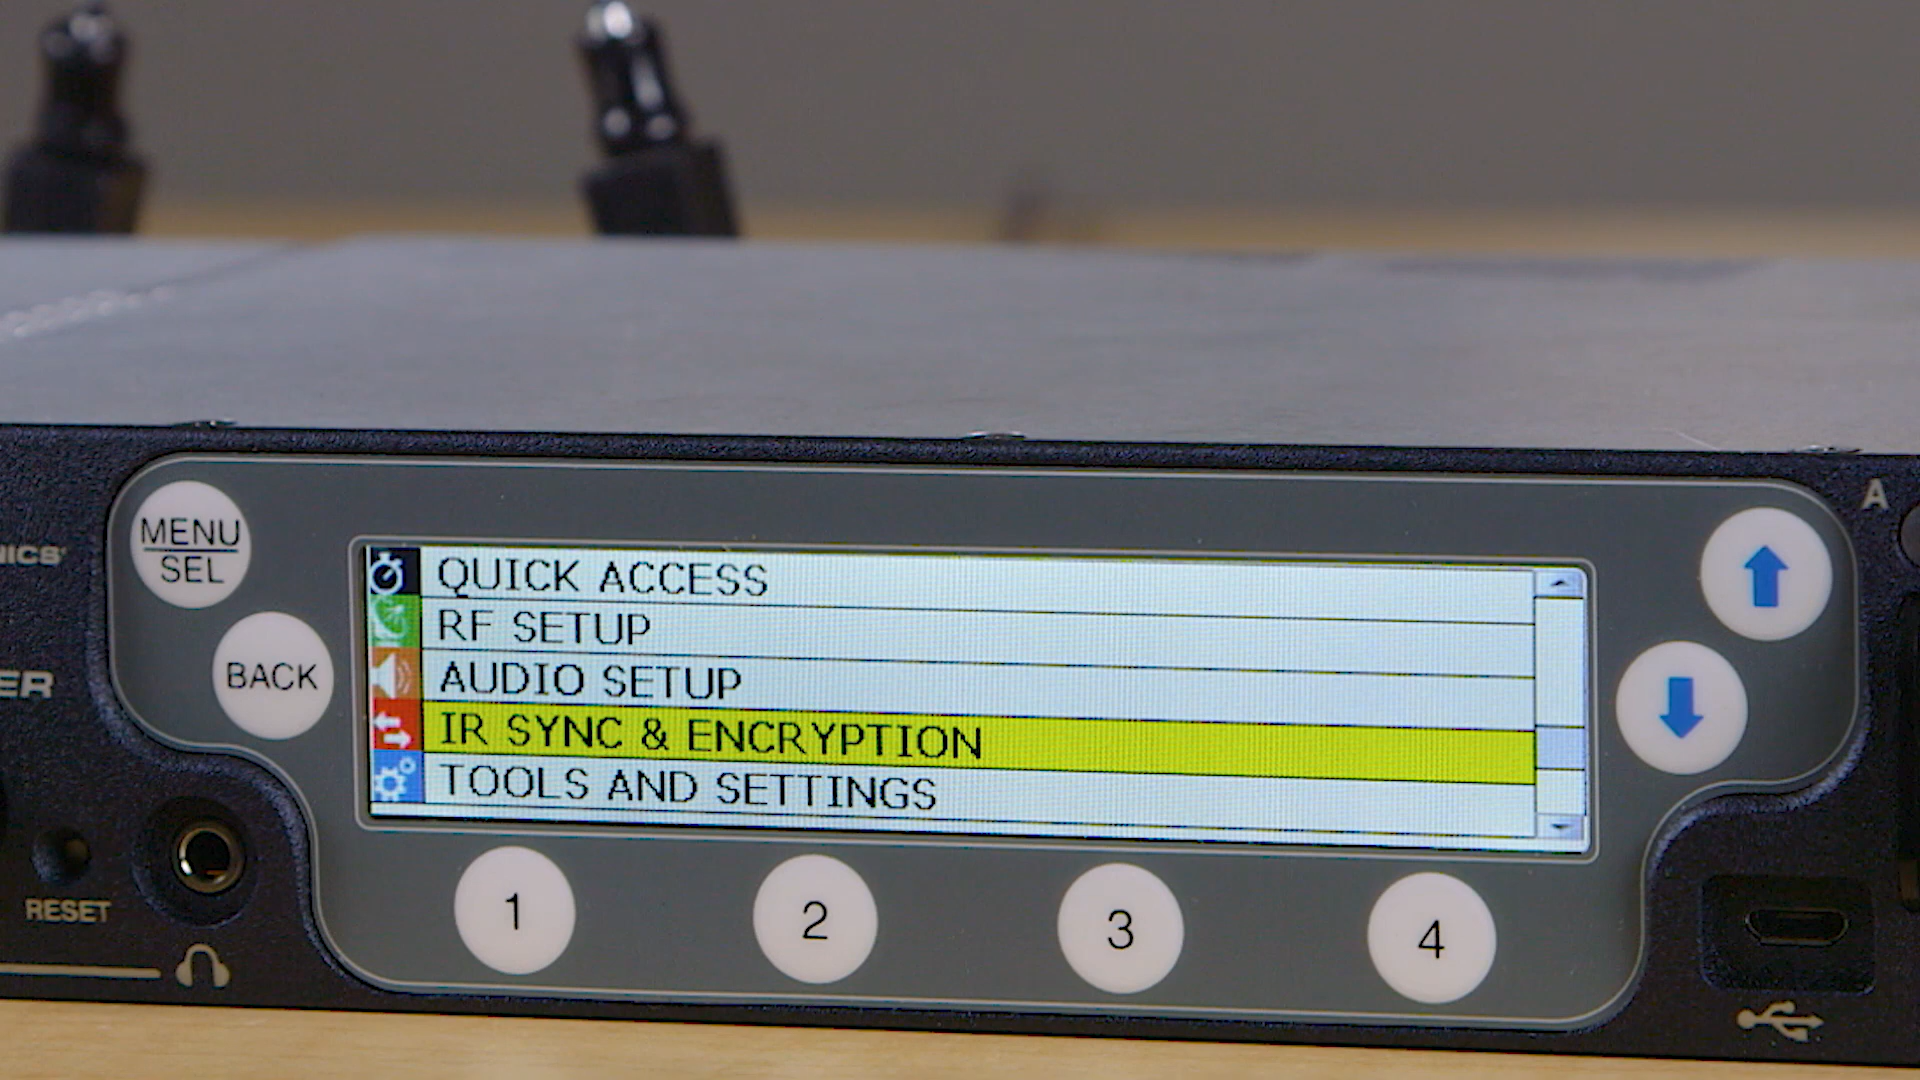 A
MENU
SEL
BACK
QUICK ACCESS
RF SETUP
AUDIO SETUP
IR SYNC & ENCRYPTION
TOOLS AND SETTINGS
RESET
1
2
3
4